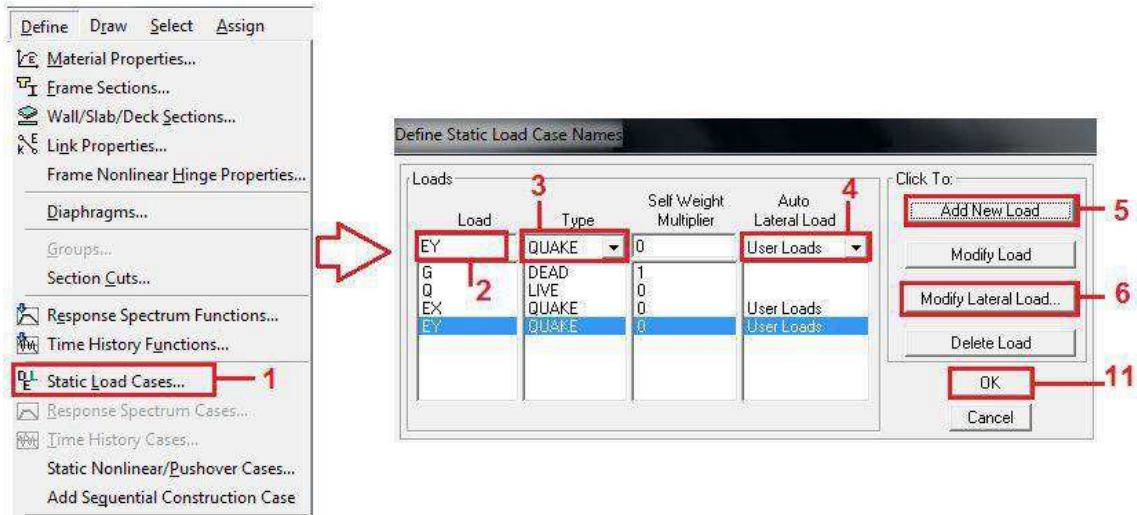 Define Draw Select Assign
Material Properties...
Frame Sections...
Wall/Slab/Deck Sections...
Link Properties...
Frame Nonlinear Hinge Properties...
Diaphragms...
Groups...
Section Cuts...
Response Spectrum Functions...
Time History Functions...
Static Load Cases... 1
Response Spectrum Cases...
Time History Cases...
Static Nonlinear/Pushover Cases...
Add Sequential Construction Case
Define Static Load Case Names
Loads
3 4
Load Type Self Weight Multiplier Auto Lateral Load
EY QUAKE 0 User Loads
2
G DEAD 1
Q LIVE 0
EX QUAKE 0 User Loads
EY QUAKE 0 User Loads
Click To:
Add New Load 5
Modify Load
Modify Lateral Load... 6
Delete Load
OK 11
Cancel